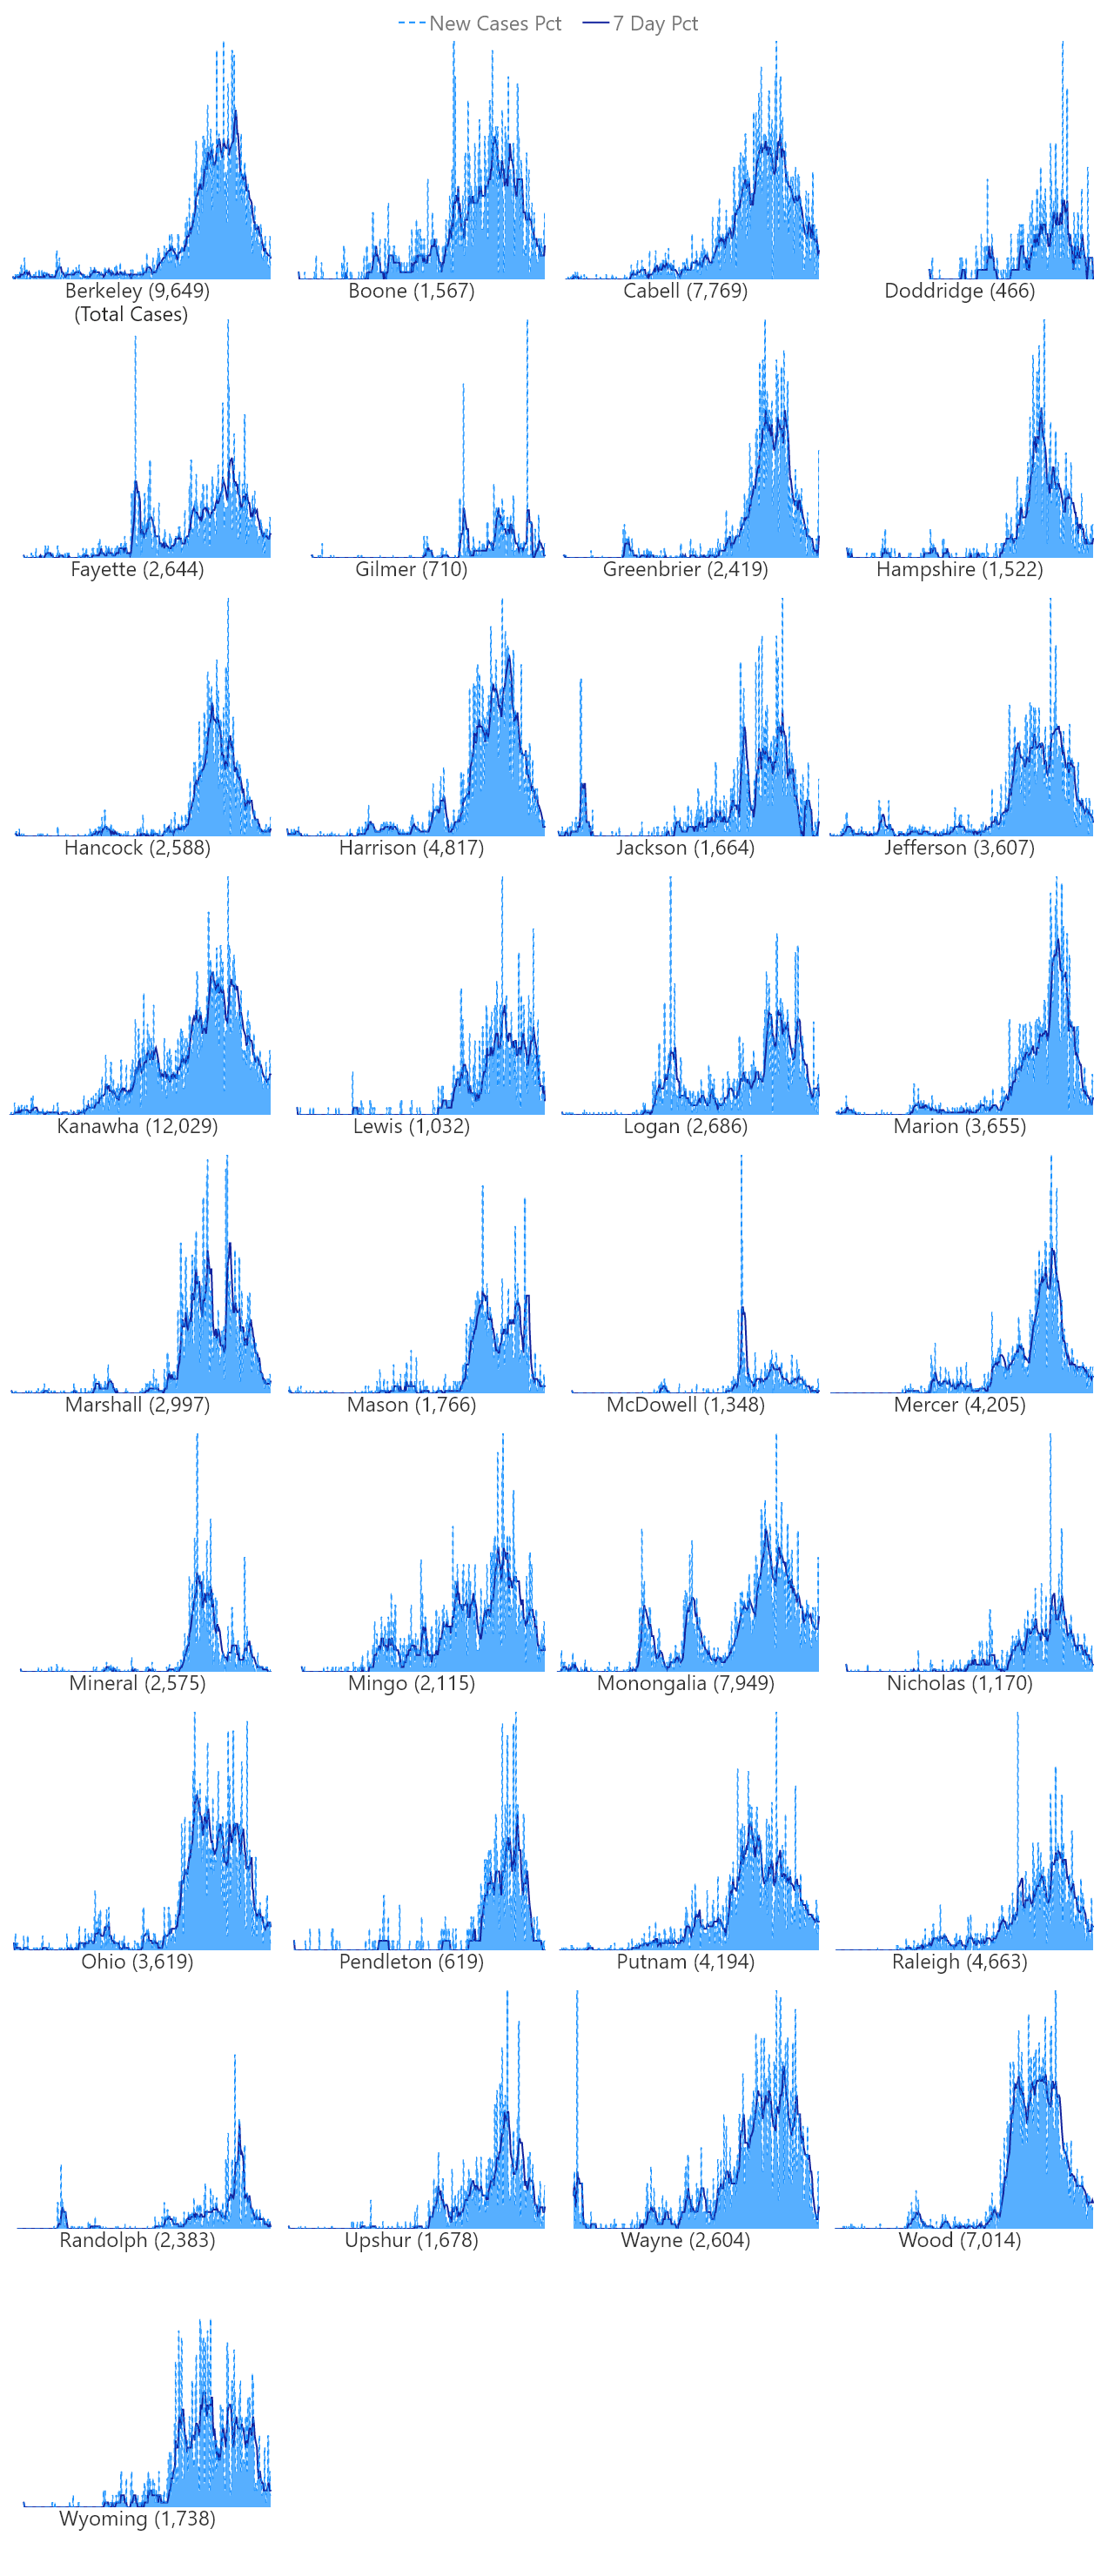 New Cases Pct 7 Day Pct
Berkeley (9,649) Boone (1,567) Cabell (7,769) Doddridge (466)
(Total Cases)
Fayette (2,644) Gilmer (710) Greenbrier (2,419) Hampshire (1,522)
Hancock (2,588) Harrison (4,817) Jackson (1,664) Jefferson (3,607)
Kanawha (12,029) Lewis (1,032) Logan (2,686) Marion (3,655)
Marshall (2,997) Mason (1,766) McDowell (1,348) Mercer (4,205)
Mineral (2,575) Mingo (2,115) Monongalia (7,949) Nicholas (1,170)
Ohio (3,619) Pendleton (619) Putnam (4,194) Raleigh (4,663)
Randolph (2,383) Upshur (1,678) Wayne (2,604) Wood (7,014)
Wyoming (1,738)